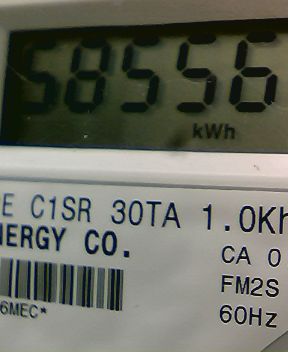 58556
kWh
E C1SR 30TA 1.0Kh
NERGY CO.
CA 0
FM2S
6MEC*
60Hz